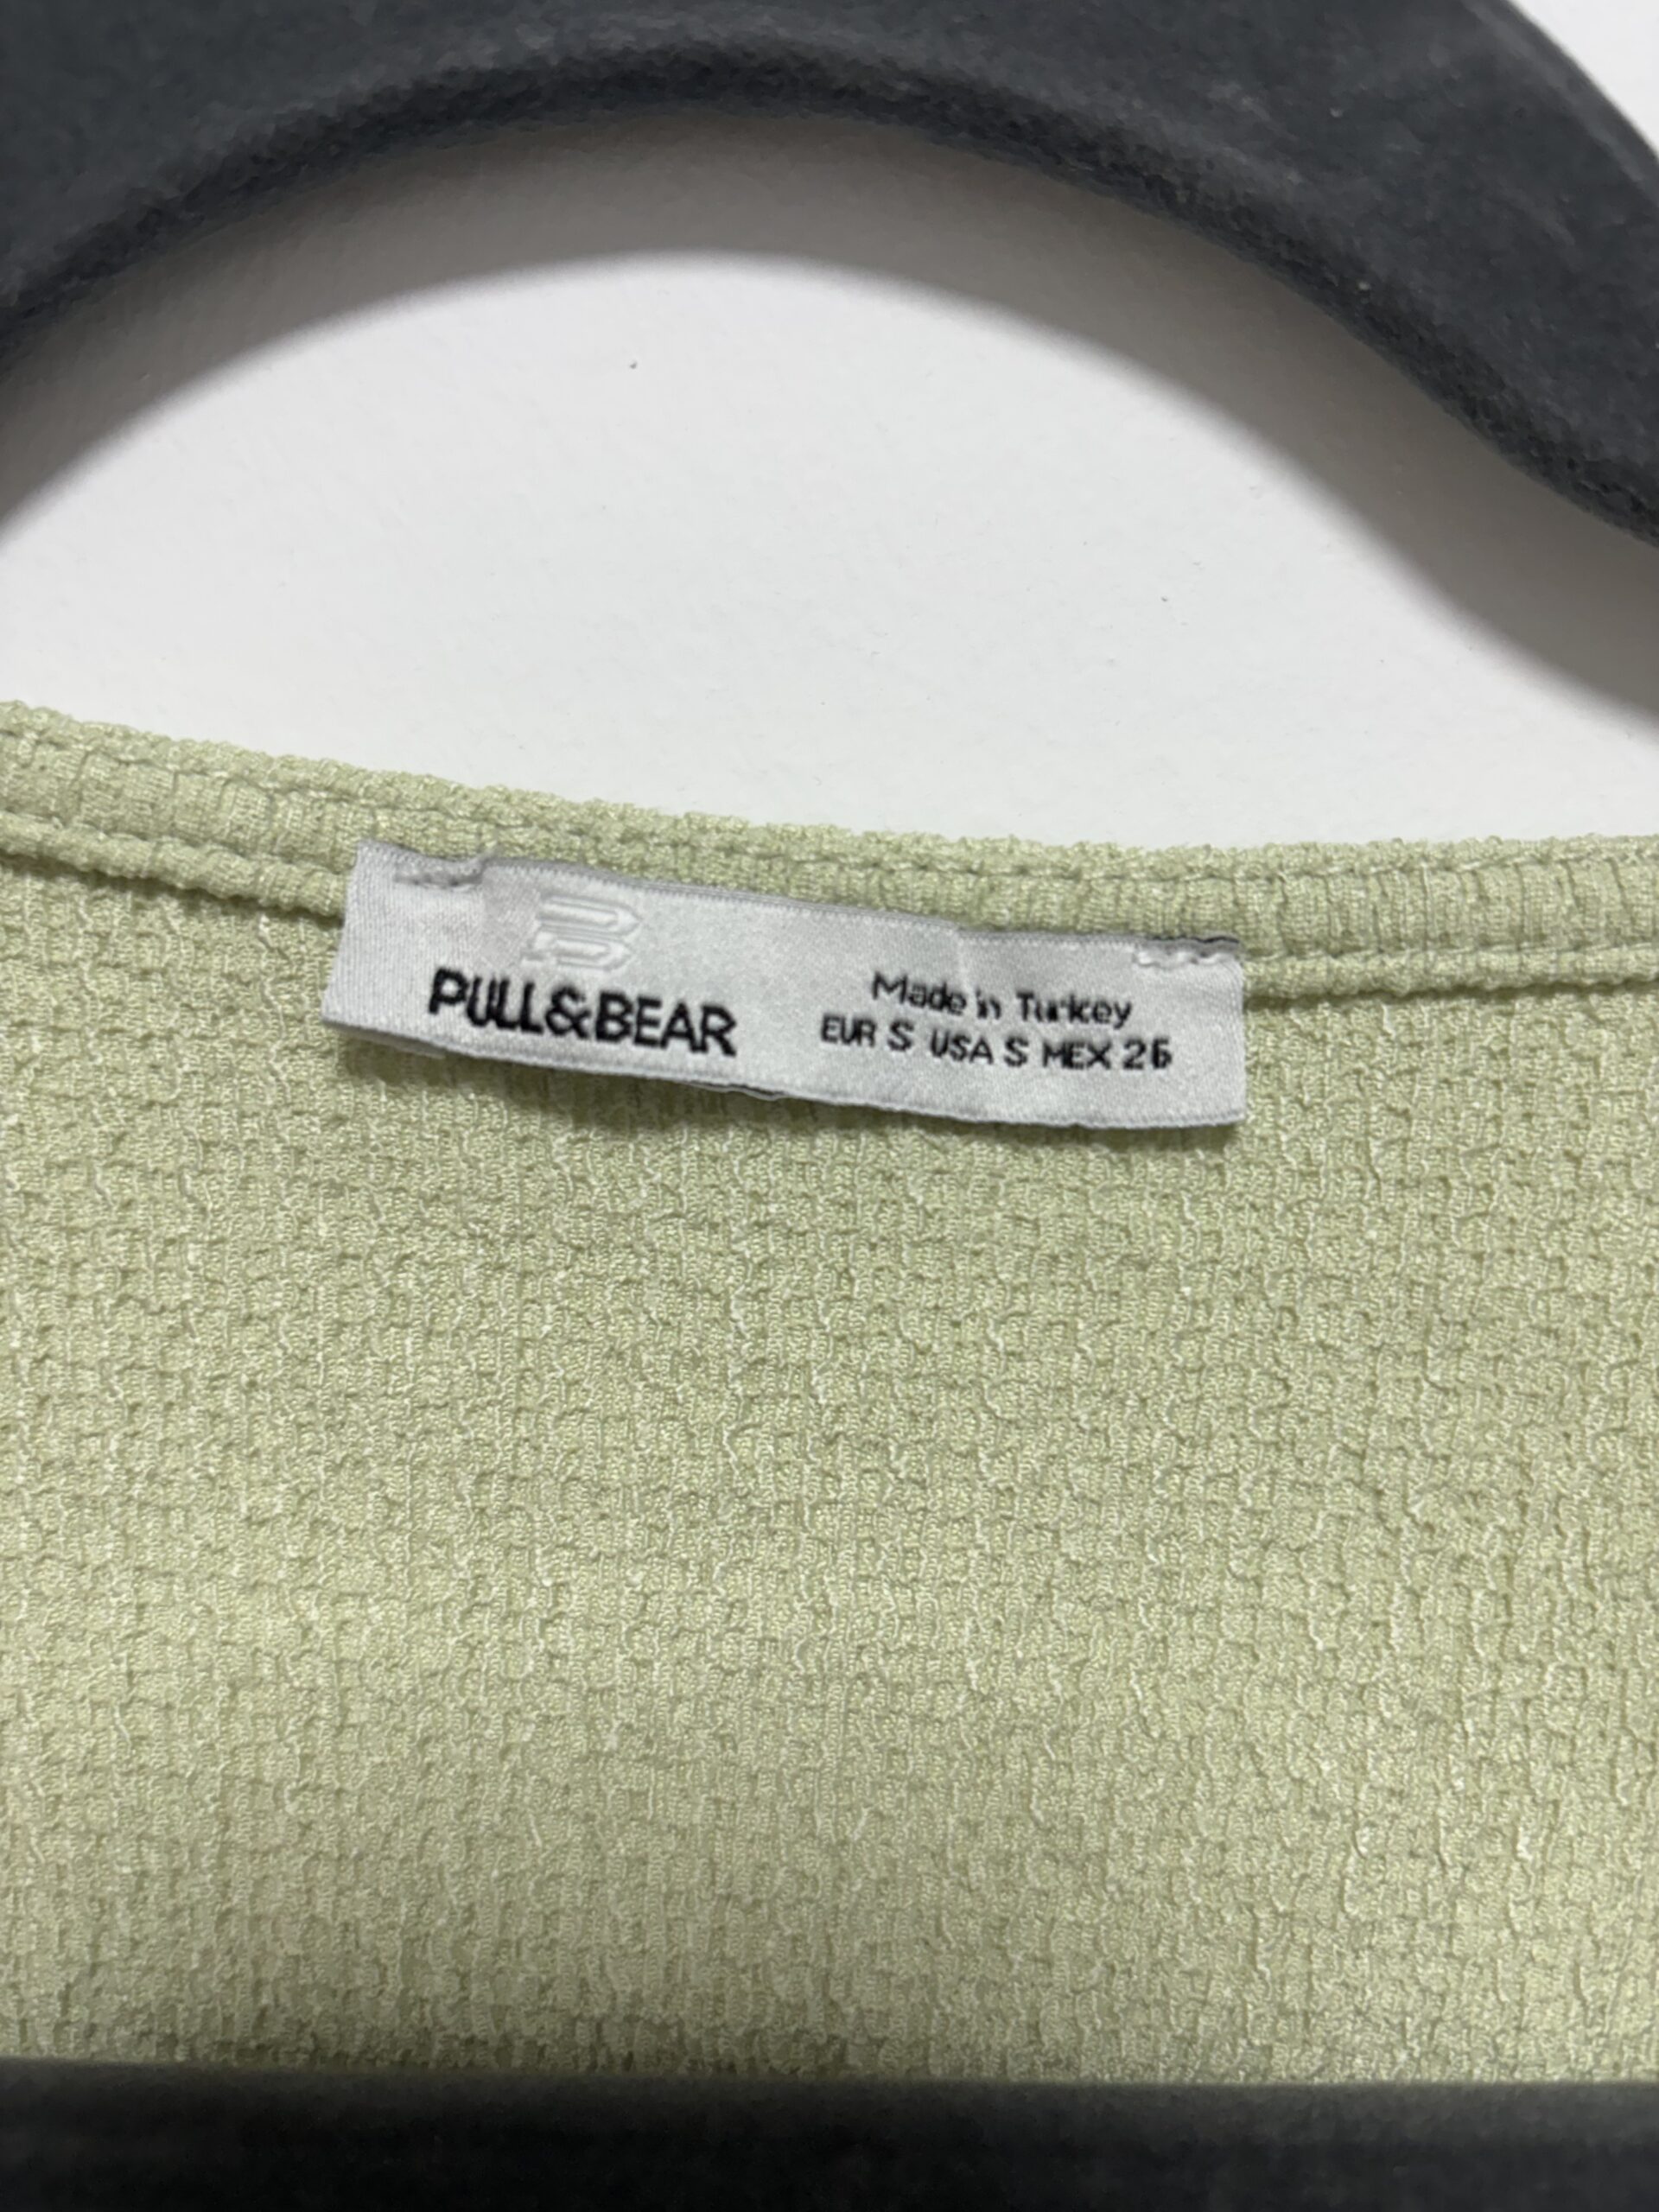 PULL&BEAR
Made in Turkey
EUR S USA S MEX 26